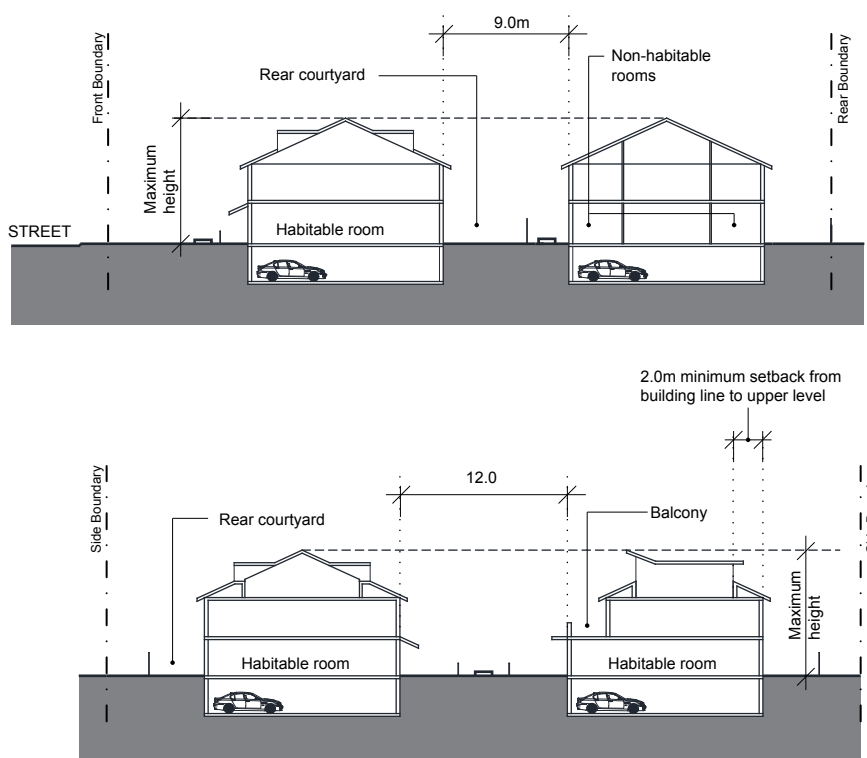 9.0m
Front Boundary
Rear courtyard
Non-habitable
rooms
Rear Boundary
Maximum
height
STREET
Habitable room
2.0m minimum setback from
building line to upper level
12.0
Side Boundary
Rear courtyard
Balcony
Maximum
height
Habitable room
Habitable room